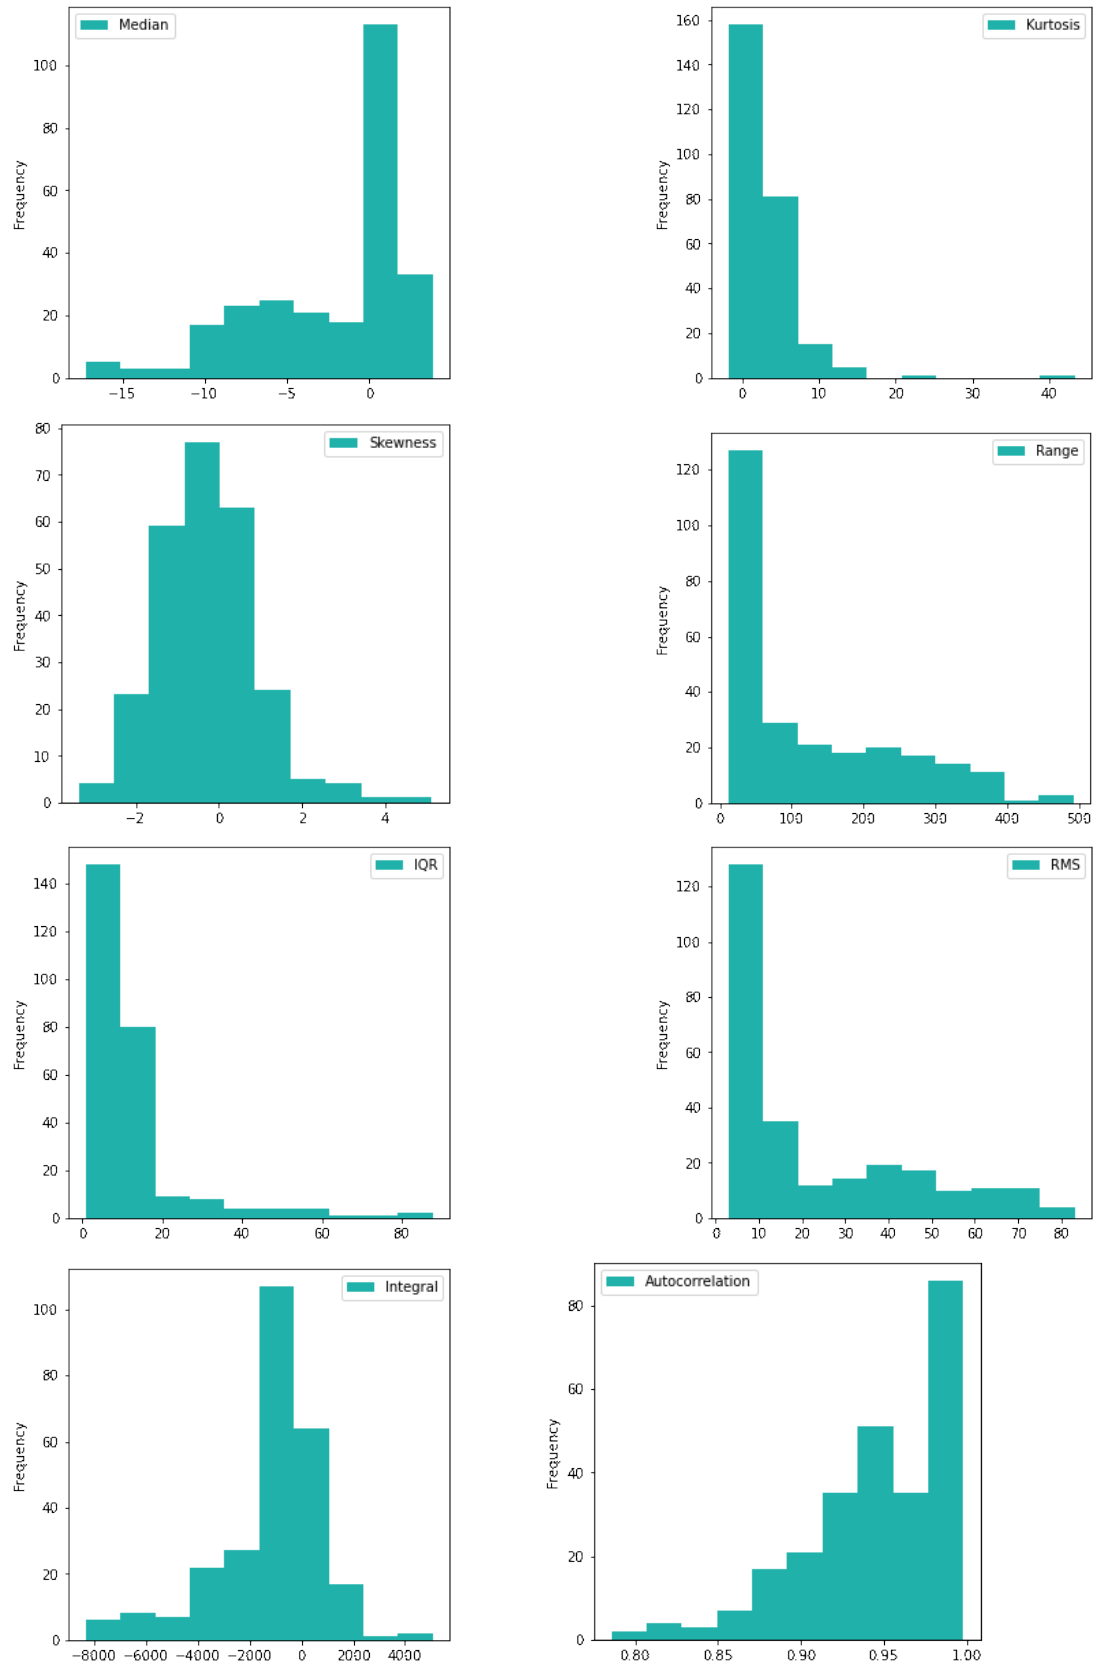 Median
Frequency
100
80
60
40
20
0
−15 −10 −5 0
Kurtosis
Frequency
160
140
120
100
80
60
40
20
0
0 10 20 30 40
Skewness
Frequency
80
70
60
50
40
30
20
10
0
−2 0 2 4
Range
Frequency
120
100
80
60
40
20
0
0 100 200 300 400 500
IQR
Frequency
140
120
100
80
60
40
20
0
0 20 40 60 80
RMS
Frequency
120
100
80
60
40
20
0
0 10 20 30 40 50 60 70 80
Integral
Frequency
100
80
60
40
20
0
−8000 −6000 −4000 −2000 0 2000 4000
Autocorrelation
Frequency
80
60
40
20
0
0.80 0.85 0.90 0.95 1.00